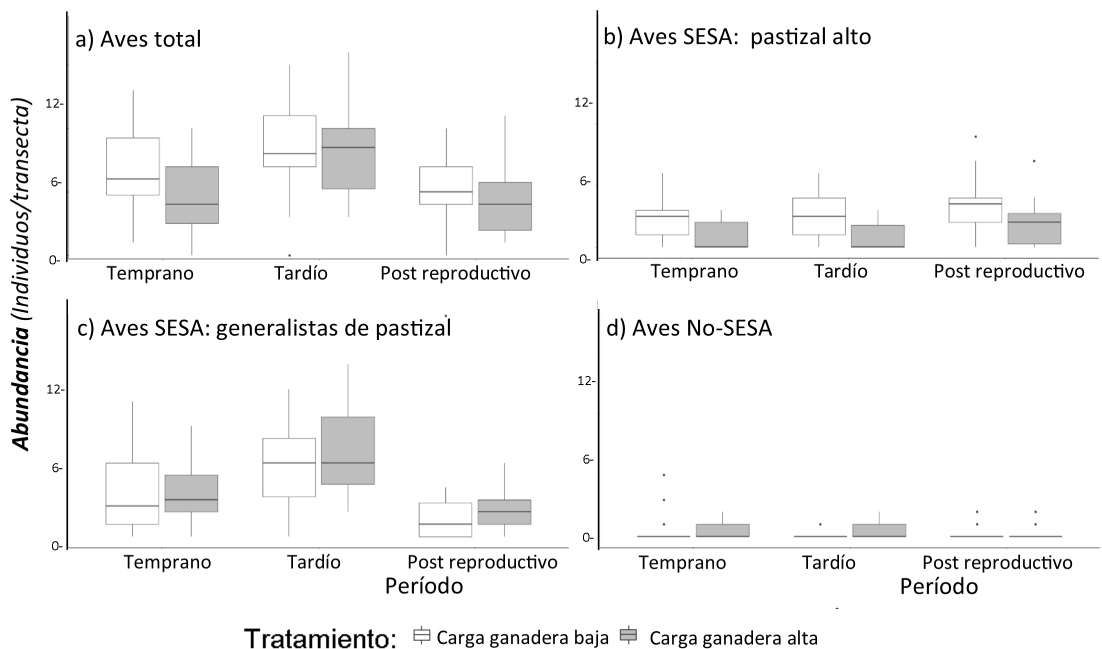 a) Aves total
12-
6-
0-
Temprano Tardío Post reproductivo
b) Aves SESA: pastizal alto
12-
6-
0-
Temprano Tardío Post reproductivo
Abundancia (Individuos/transecta)
c) Aves SESA: generalistas de pastizal
12-
6-
0-
Temprano Tardío Post reproductivo
Período
d) Aves No-SESA
12-
6-
0-
Temprano Tardío Post reproductivo
Período
Tratamiento: Carga ganadera baja Carga ganadera alta